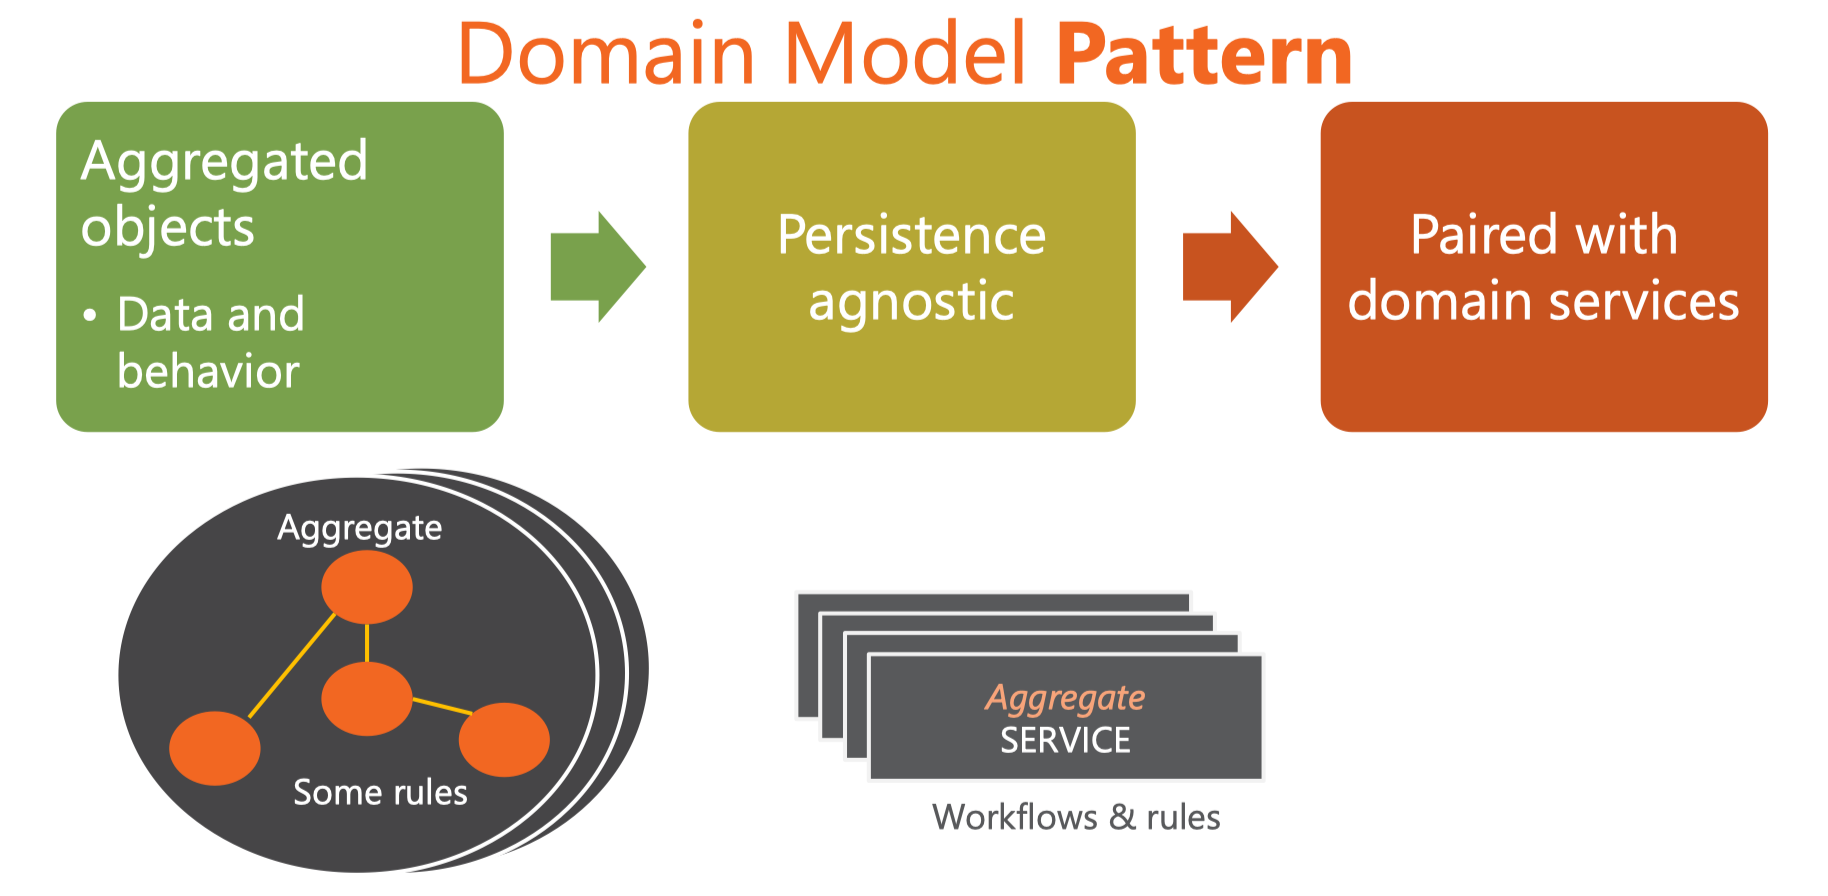 Domain Model Pattern
Aggregated
objects
• Data and
behavior
Persistence
agnostic
Paired with
domain services
Aggregate
Some rules
Aggregate
SERVICE
Workflows & rules